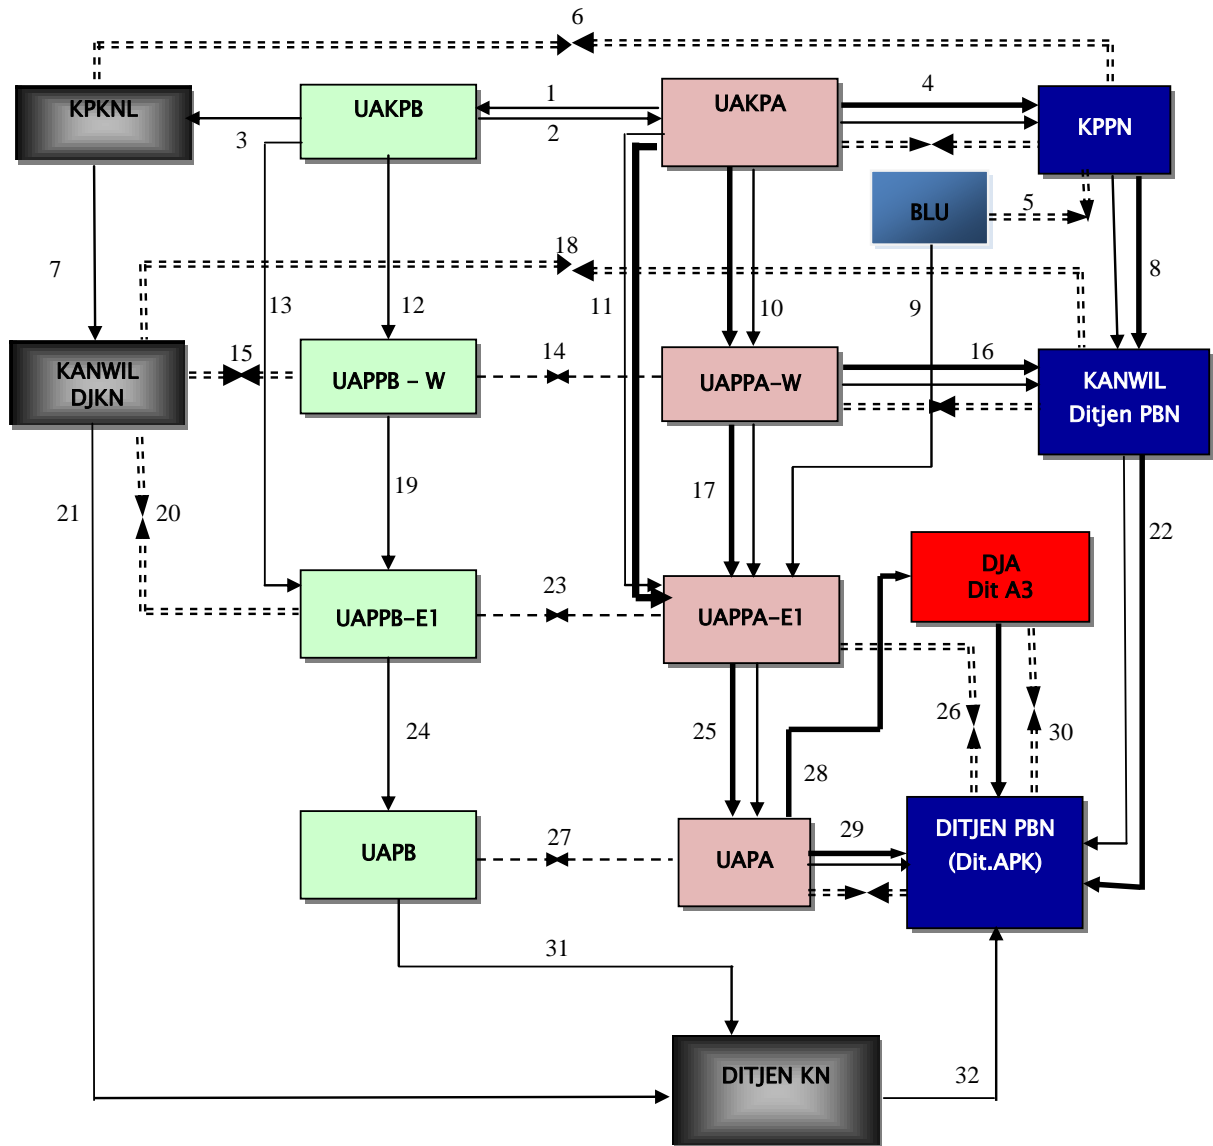 6
KPKNL
UAKPB
1
2
UAKPA
4
KPPN
3
BLU
5
7
18
13
12
11
10
9
8
KANWIL
DJKN
15
UAPPB - W
14
UAPPA-W
16
KANWIL
Ditjen PBN
21
20
19
17
22
DJA
Dit A3
UAPPB-E1
23
UAPPA-E1
24
25
26
30
28
UAPB
27
UAPA
29
DITJEN PBN
(Dit.APK)
31
DITJEN KN
32